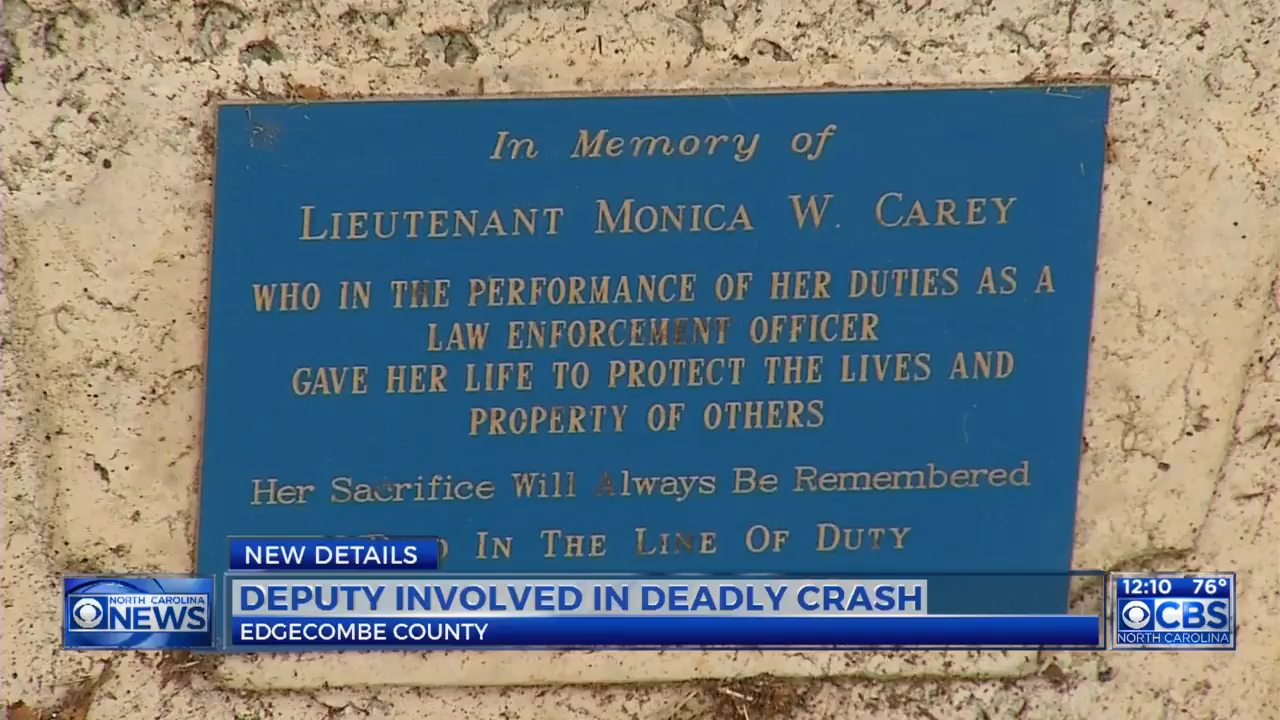 In Memory of
LIEUTENANT MONICA W. CAREY
WHO IN THE PERFORMANCE OF HER DUTIES AS A
LAW ENFORCEMENT OFFICER
GAVE HER LIFE TO PROTECT THE LIVES AND
PROPERTY OF OTHERS
Her Sacrifice Will Always Be Remembered
IN THE LINE OF DUTY
NEW DETAILS
DEPUTY INVOLVED IN DEADLY CRASH
EDGECOMBE COUNTY
NORTH CAROLINA
NEWS
12:10 76°
CBS
NORTH CAROLINA